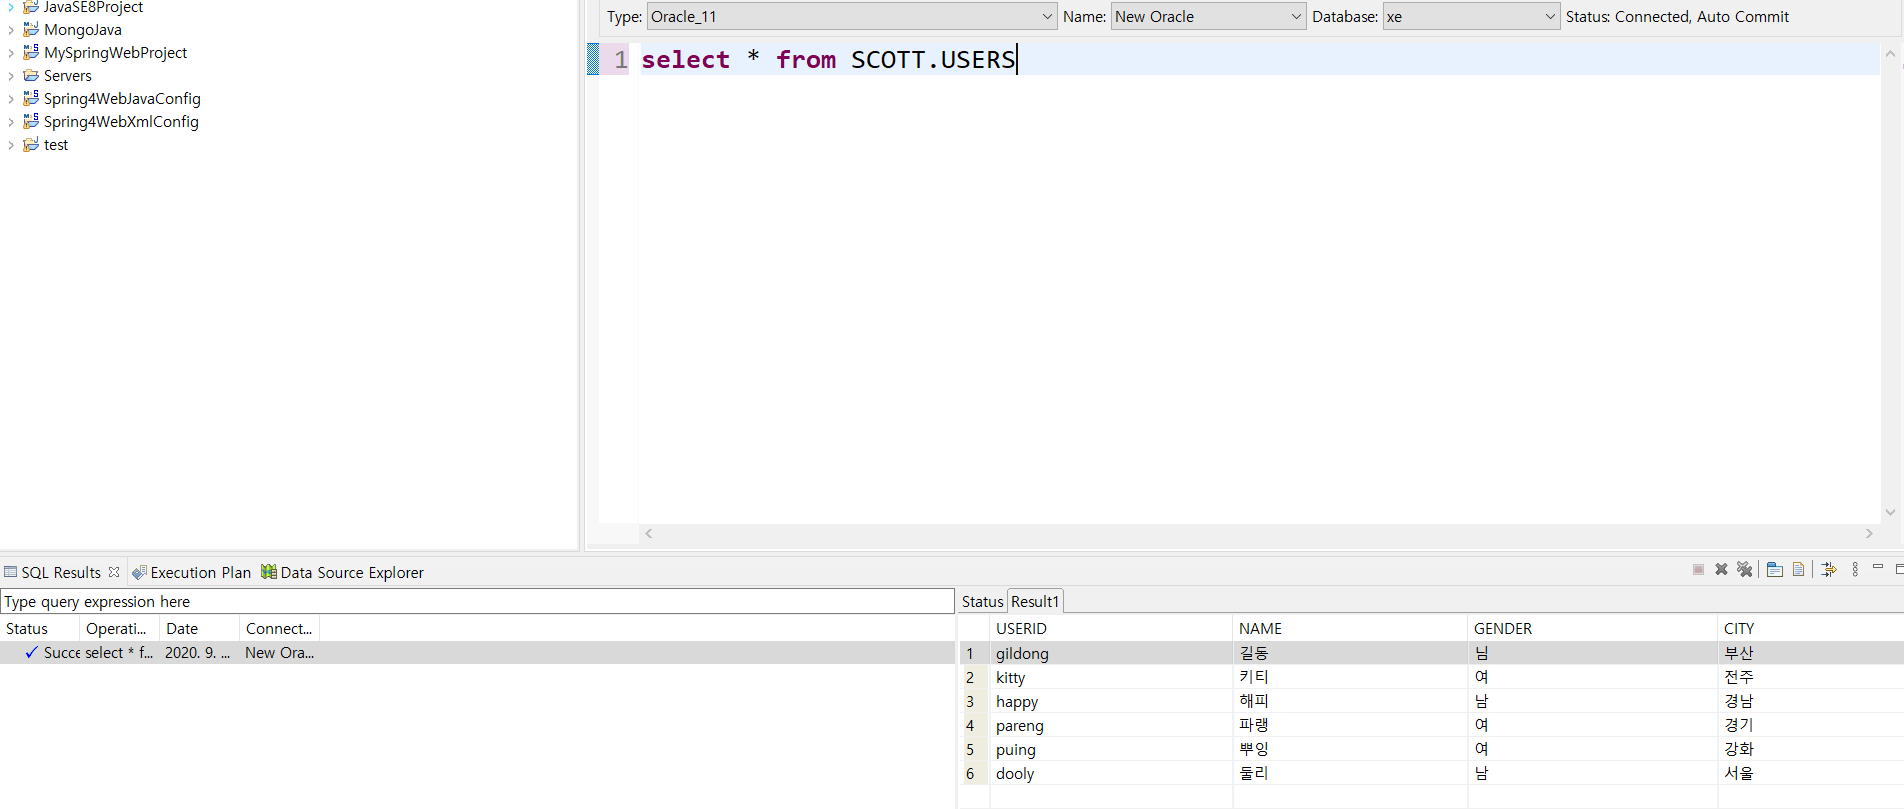 JavaSE8Project
MongoJava
MySpringWebProject
Servers
Spring4WebJavaConfig
Spring4WebXmlConfig
test
Type: Oracle_11 Name: New Oracle Database: xe Status: Connected, Auto Commit
1 select * from SCOTT.USERS
SQL Results Execution Plan Data Source Explorer
Type query expression here
Status Operati... Date Connect...
Succe select * f... 2020. 9. ... New Ora...
Status Result1
USERID NAME GENDER CITY
1 gildong 길동 님 부산
2 kitty 키티 여 전주
3 happy 해피 남 경남
4 pareng 파랭 여 경기
5 puing 뿌잉 여 강화
6 dooly 둘리 남 서울